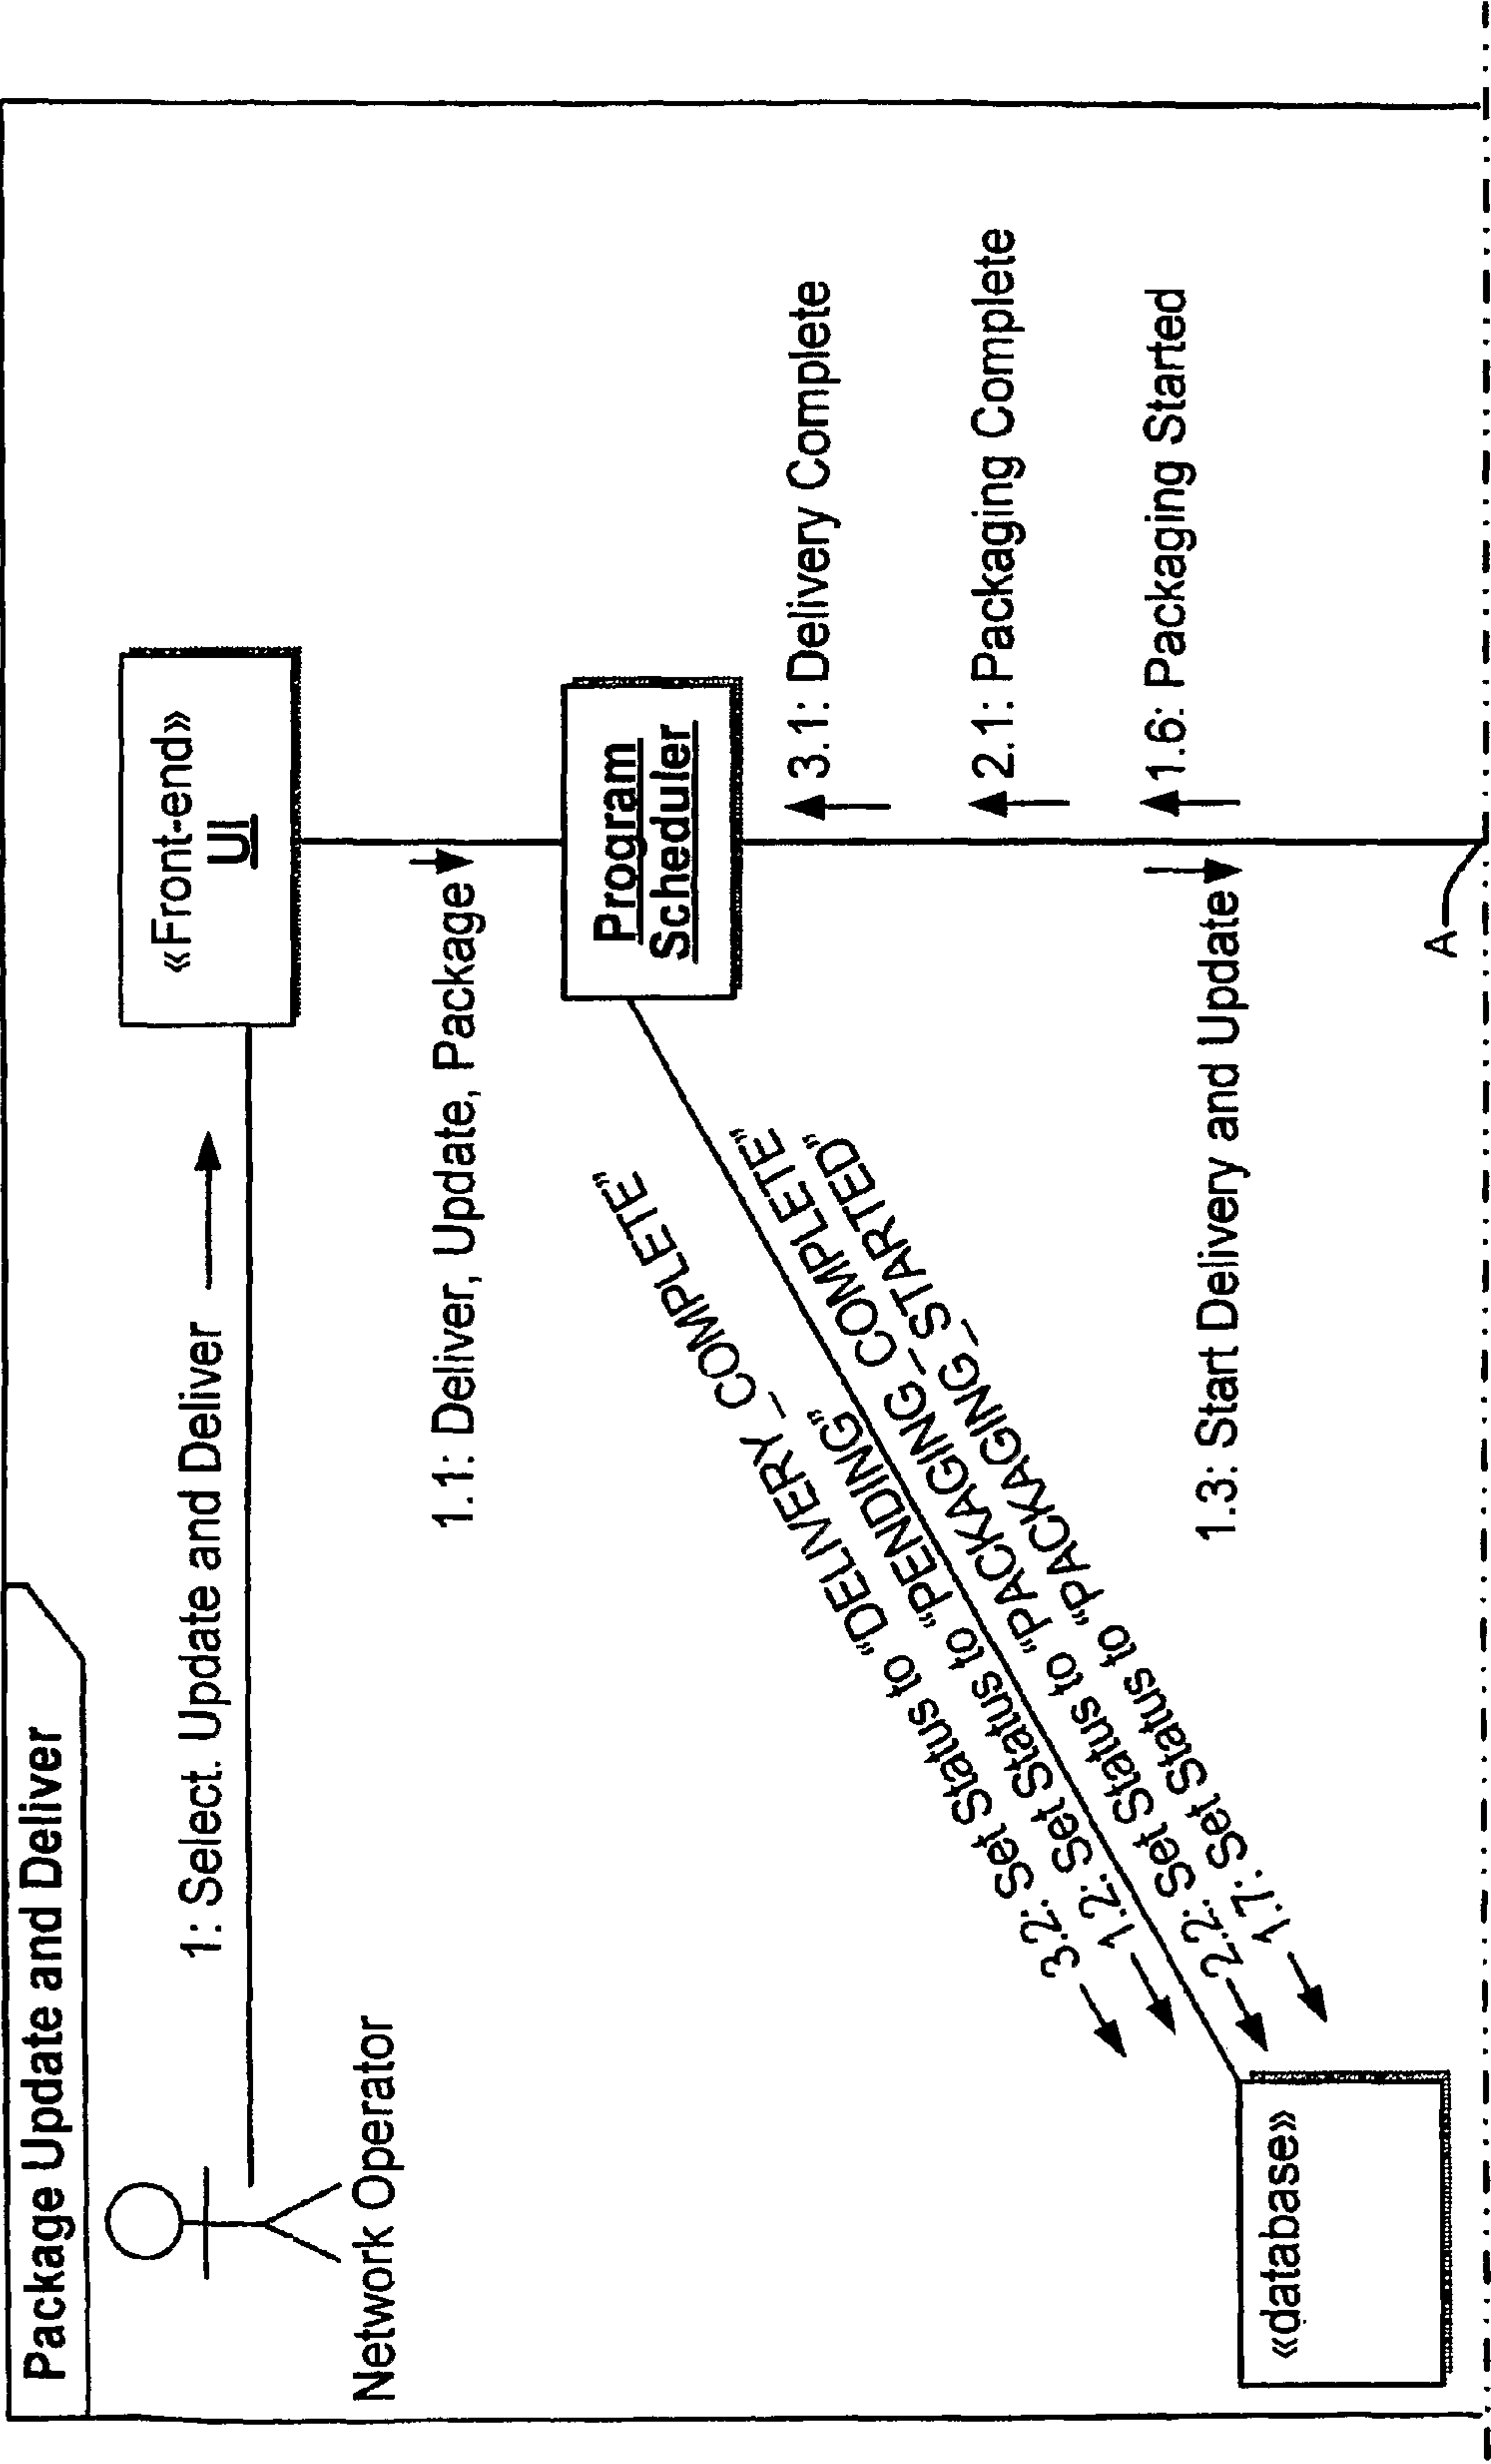 Package Update and Deliver
Network Operator
1: Select. Update and Deliver
«Front-end»
UI
1.1: Deliver, Update, Package
Program
Scheduler
3.2: Set Status to "DELIVERY_COMPLETE"
1.2: Set Status to "PENDING"
2.2: Set Status to "PACKAGING_COMPLETE"
1.7: Set Status to "PACKAGING_STARTED"
3.1: Delivery Complete
2.1: Packaging Complete
1.6: Packaging Started
1.3: Start Delivery and Update
«database»
A